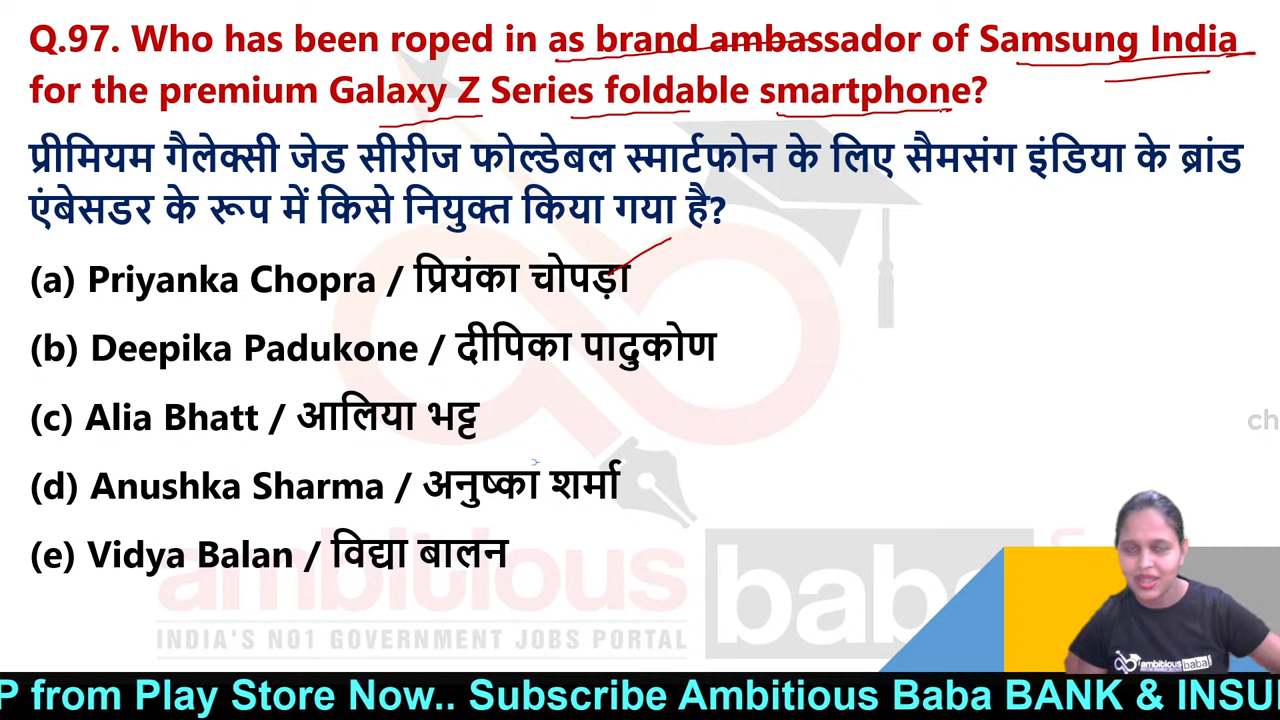 Q.97. Who has been roped in as brand ambassador of Samsung India
for the premium Galaxy Z Series foldable smartphone?
प्रीमियम गैलेक्सी जेड सीरीज फोल्डेबल स्मार्टफोन के लिए सैमसंग इंडिया के ब्रांड
एंबेसडर के रूप में किसे नियुक्त किया गया है?
(a) Priyanka Chopra / प्रियंका चोपड़ा
(b) Deepika Padukone / दीपिका पादुकोण
(c) Alia Bhatt / आलिया भट्ट
ch
(d) Anushka Sharma / अनुष्का शर्मा
(e) Vidya Balan / विद्या बालन
ambitious baba
INDIA'S NO1 GOVERNMENT JOBS PORTAL
ambitious baba
P from Play Store Now.. Subscribe Ambitious Baba BANK & INSU